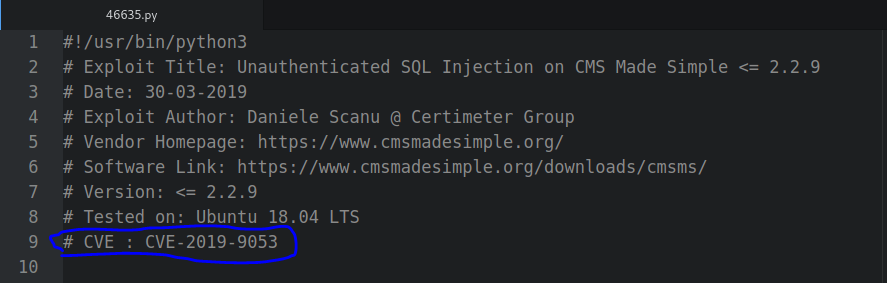 46635.py
1 #!/usr/bin/python3
2 # Exploit Title: Unauthenticated SQL Injection on CMS Made Simple <= 2.2.9
3 # Date: 30-03-2019
4 # Exploit Author: Daniele Scanu @ Certimeter Group
5 # Vendor Homepage: https://www.cmsmadesimple.org/
6 # Software Link: https://www.cmsmadesimple.org/downloads/cmsms/
7 # Version: <= 2.2.9
8 # Tested on: Ubuntu 18.04 LTS
9 # CVE : CVE-2019-9053
10